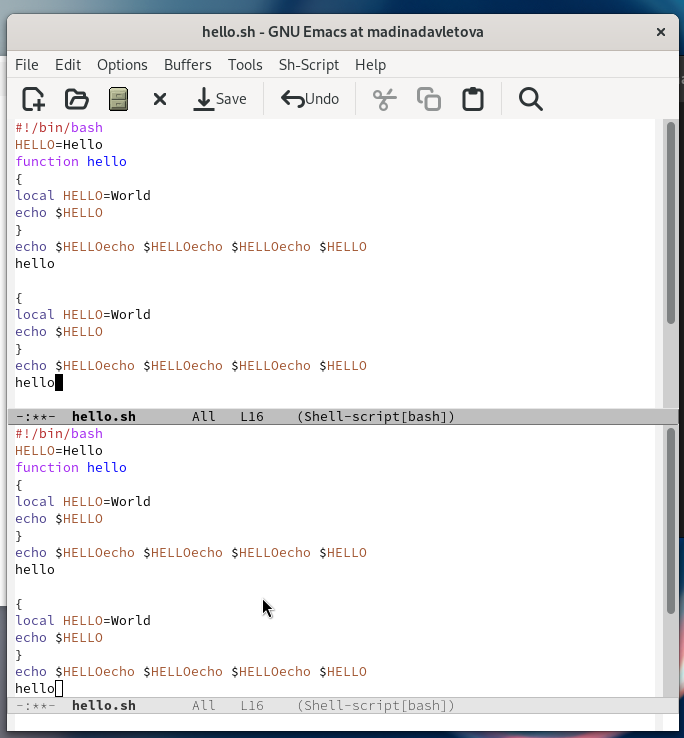 hello.sh - GNU Emacs at madinadavletova
File Edit Options Buffers Tools Sh-Script Help
Save Undo
#!/bin/bash
HELLO=Hello
function hello
{
local HELLO=World
echo $HELLO
}
echo $HELLOecho $HELLOecho $HELLOecho $HELLO
hello
{
local HELLO=World
echo $HELLO
}
echo $HELLOecho $HELLOecho $HELLOecho $HELLO
hello
-:**- hello.sh All L16 (Shell-script[bash])
#!/bin/bash
HELLO=Hello
function hello
{
local HELLO=World
echo $HELLO
}
echo $HELLOecho $HELLOecho $HELLOecho $HELLO
hello
{
local HELLO=World
echo $HELLO
}
echo $HELLOecho $HELLOecho $HELLOecho $HELLO
hello
-:**- hello.sh All L16 (Shell-script[bash])